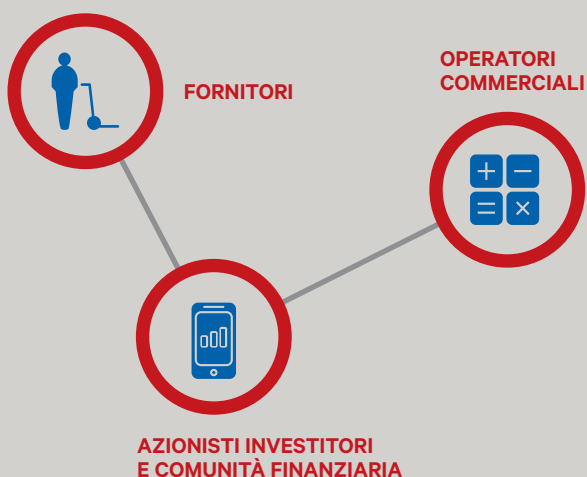 FORNITORI
OPERATORI
COMMERCIALI
AZIONISTI INVESTITORI
E COMUNITÀ FINANZIARIA